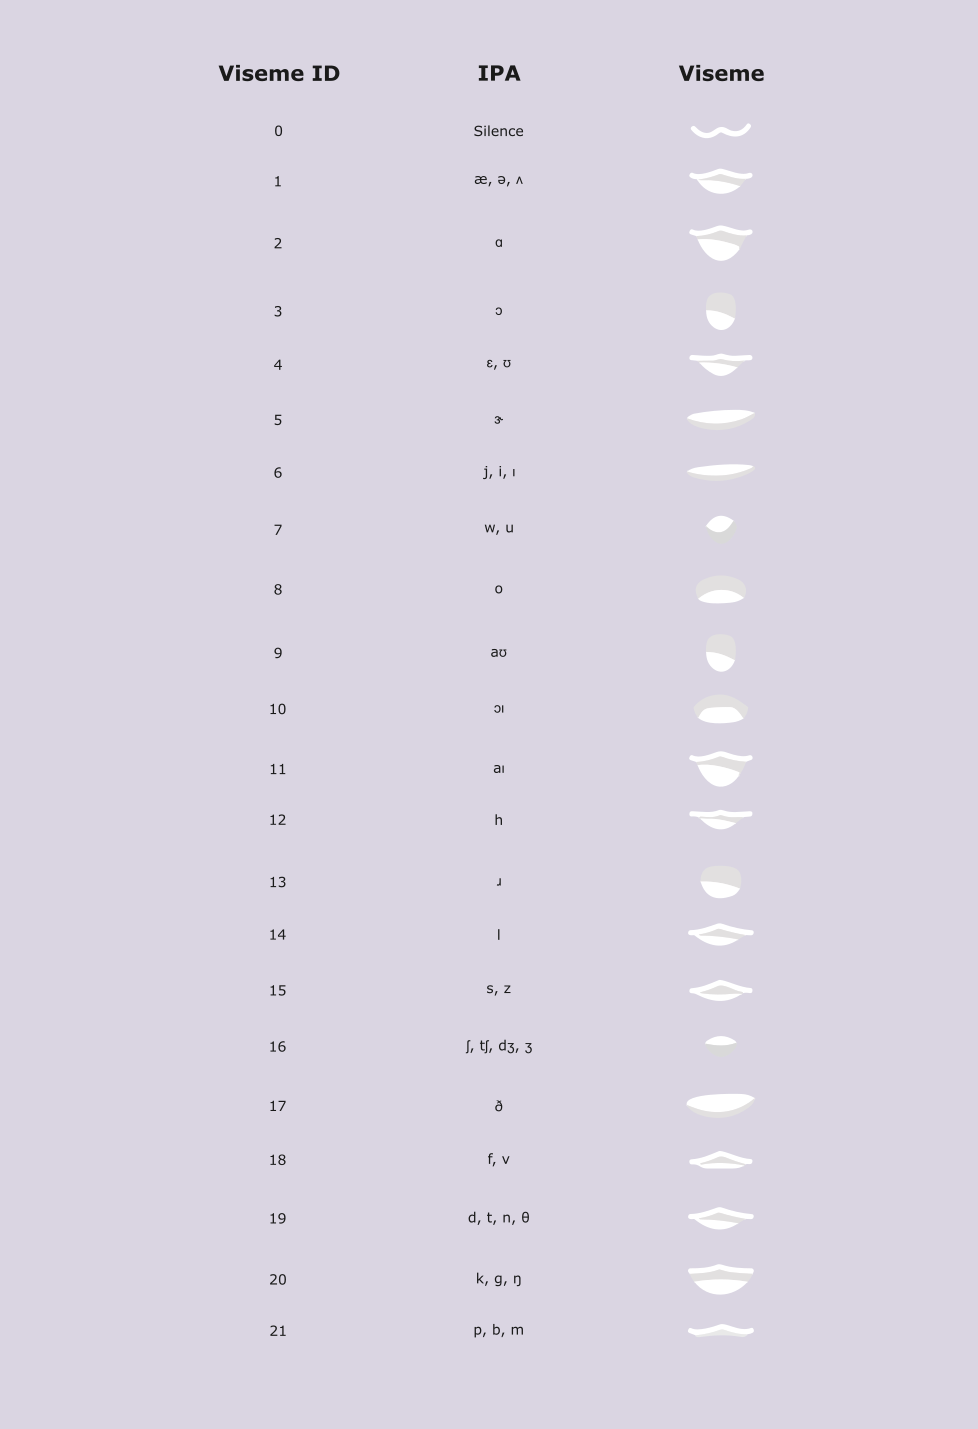 Viseme ID IPA Viseme
0 Silence
1 æ, ə, ʌ
2 ɑ
3 ɔ
4 ɛ, ʊ
5 ɝ
6 j, i, ɪ
7 w, u
8 o
9 aʊ
10 ɔɪ
11 aɪ
12 h
13 ɹ
14 l
15 s, z
16 ʃ, tʃ, dʒ, ʒ
17 ð
18 f, v
19 d, t, n, θ
20 k, g, ŋ
21 p, b, m